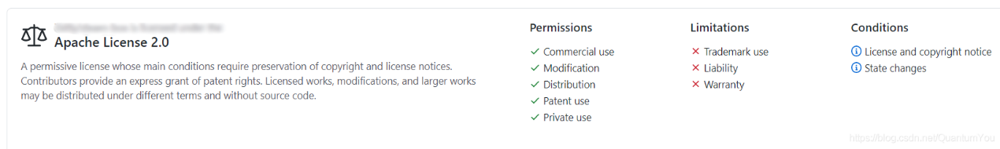 Apache License 2.0
A permissive license whose main conditions require preservation of copyright and license notices.
Contributors provide an express grant of patent rights. Licensed works, modifications, and larger works
may be distributed under different terms and without source code.
Permissions
Commercial use
Modification
Distribution
Patent use
Private use
Limitations
Trademark use
Liability
Warranty
Conditions
License and copyright notice
State changes
https://blog.csdn.net/QuantumYou